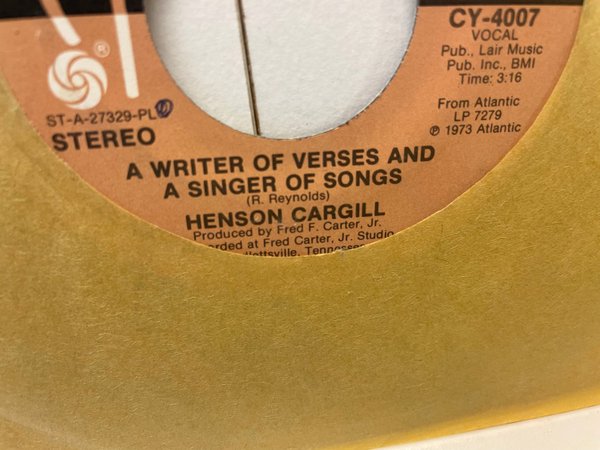 CY-4007
VOCAL
Pub., Lair Music
Pub. Inc., BMI
Time: 3:16
From Atlantic
LP 7279
℗ 1973 Atlantic
ST-A-27329-PL
STEREO
A WRITER OF VERSES AND
A SINGER OF SONGS
(R. Reynolds)
HENSON CARGILL
Produced by Fred F. Carter, Jr.
orded at Fred Carter, Jr. Studio